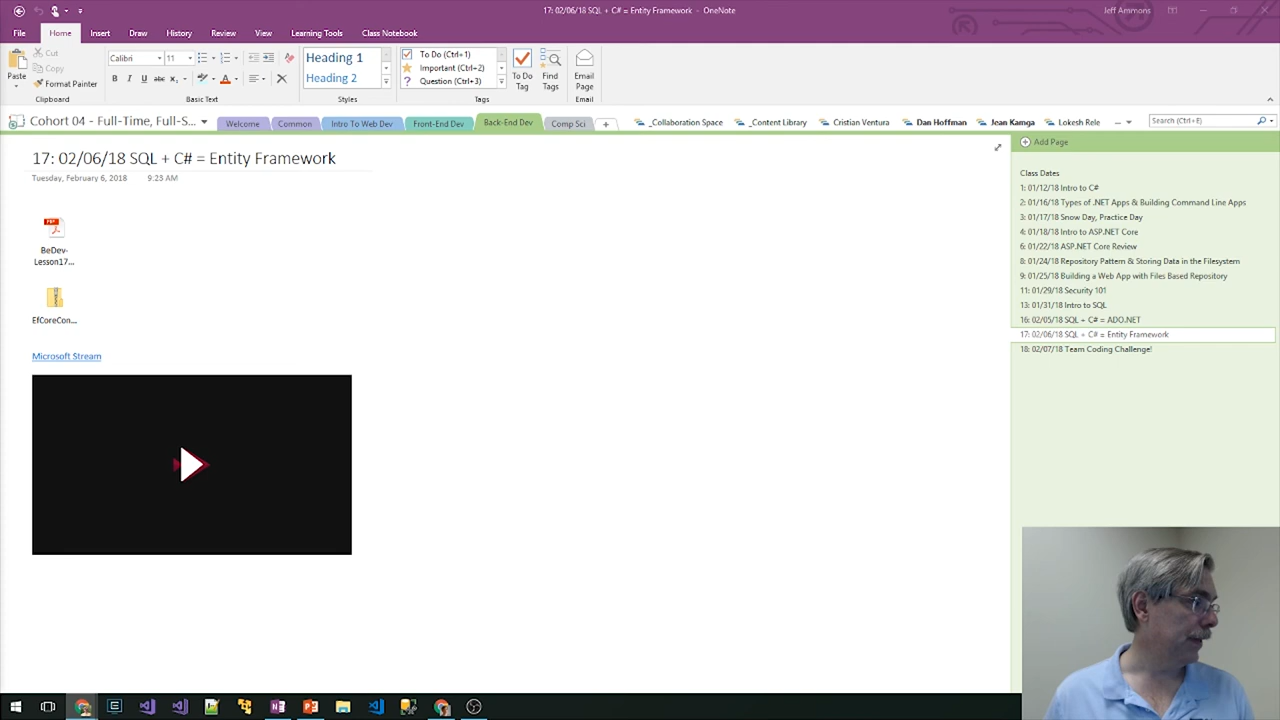 17: 02/06/18 SQL + C# = Entity Framework - OneNote
Jeff Ammons
File Home Insert Draw History Review View Learning Tools Class Notebook
Paste
Cut
Copy
Format Painter
Clipboard
Calibri 11
B I U abc X₂ A
Basic Text
Heading 1
Heading 2
Styles
To Do (Ctrl+1)
Important (Ctrl+2)
Question (Ctrl+3)
To Do Tag
Find Tags
Tags
Email Page
Email
Cohort 04 - Full-Time, Full-S...
Welcome Common Intro To Web Dev Front-End Dev Back-End Dev Comp Sci +
_Collaboration Space _Content Library Cristian Ventura Dan Hoffman Jean Kamga Lokesh Rele ...
Search (Ctrl+E)
17: 02/06/18 SQL + C# = Entity Framework
Tuesday, February 6, 2018 9:23 AM
PDF
BeDev-
Lesson17...
EfCoreCon...
Microsoft Stream
Add Page
Class Dates
1: 01/12/18 Intro to C#
2: 01/16/18 Types of .NET Apps & Building Command Line Apps
3: 01/17/18 Snow Day, Practice Day
4: 01/18/18 Intro to ASP.NET Core
6: 01/22/18 ASP.NET Core Review
8: 01/24/18 Repository Pattern & Storing Data in the Filesystem
9: 01/25/18 Building a Web App with Files Based Repository
11: 01/29/18 Security 101
13: 01/31/18 Intro to SQL
16: 02/05/18 SQL + C# = ADO.NET
17: 02/06/18 SQL + C# = Entity Framework
18: 02/07/18 Team Coding Challenge!